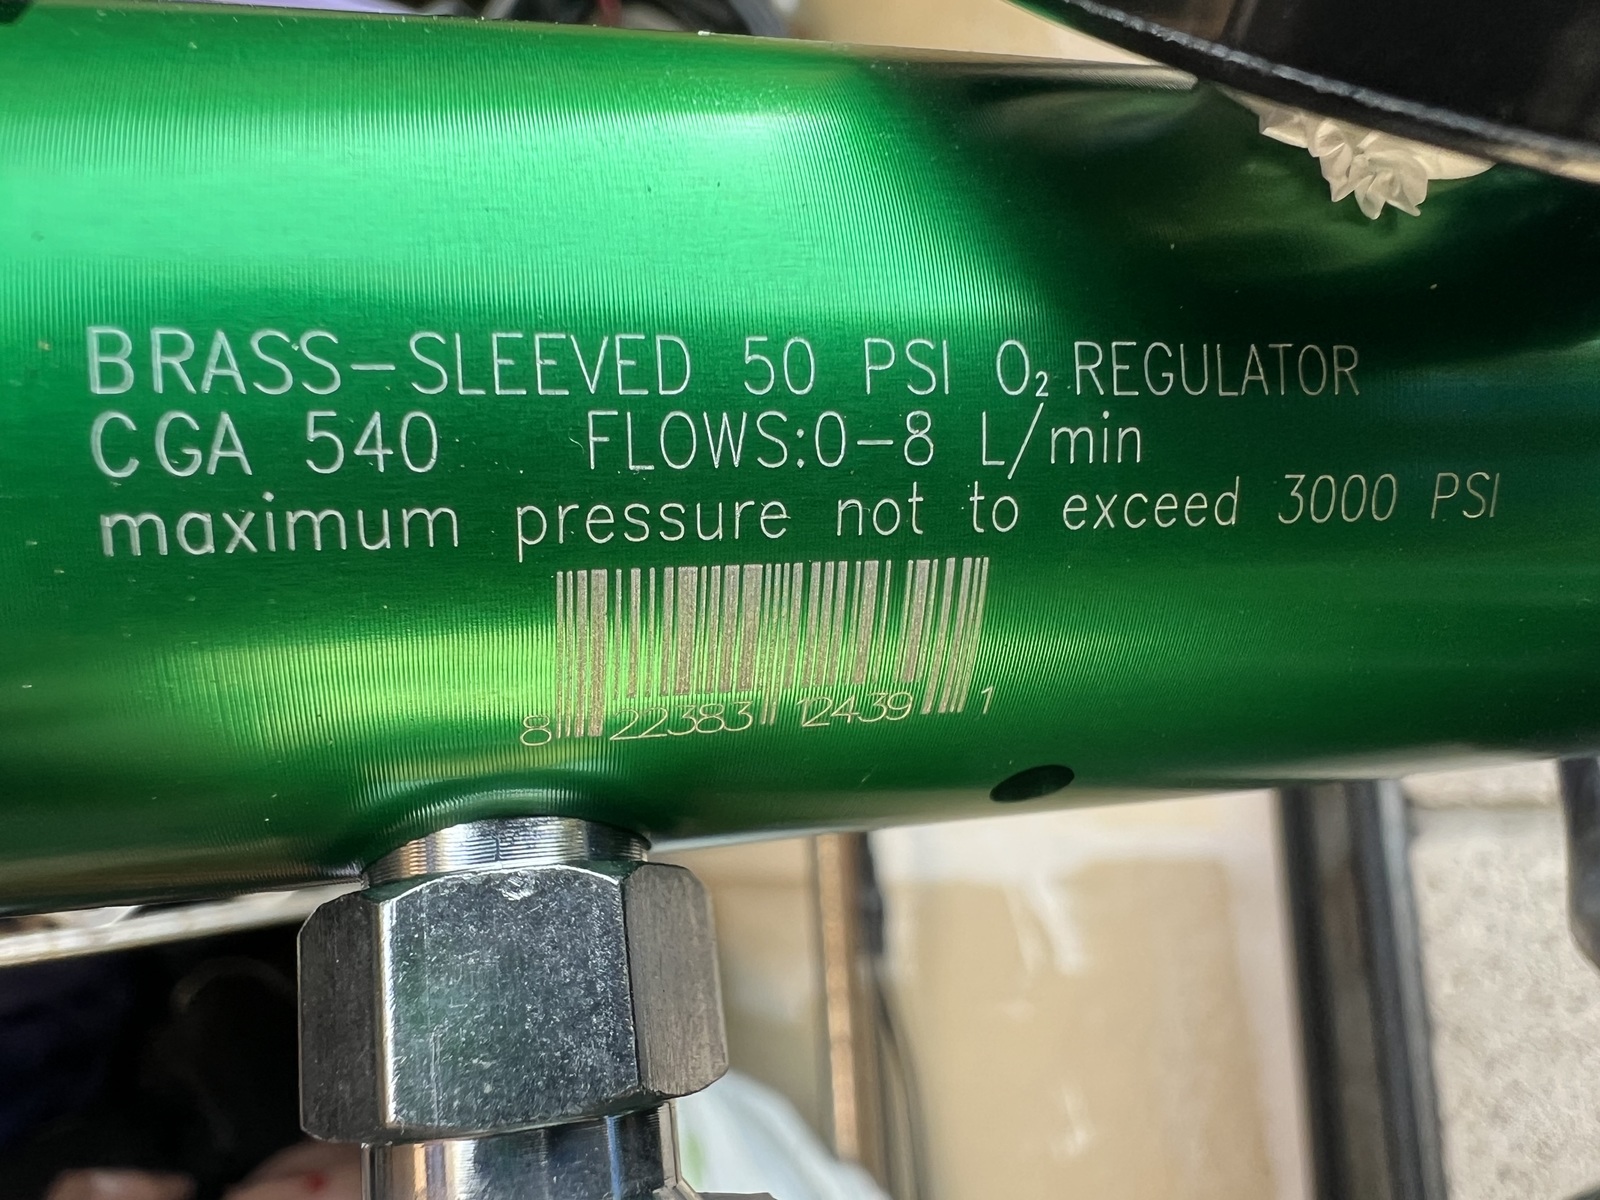 BRASS-SLEEVED 50 PSI O₂ REGULATOR
CGA 540 FLOWS:0-8 L/min
maximum pressure not to exceed 3000 PSI
8 22383 12439 1